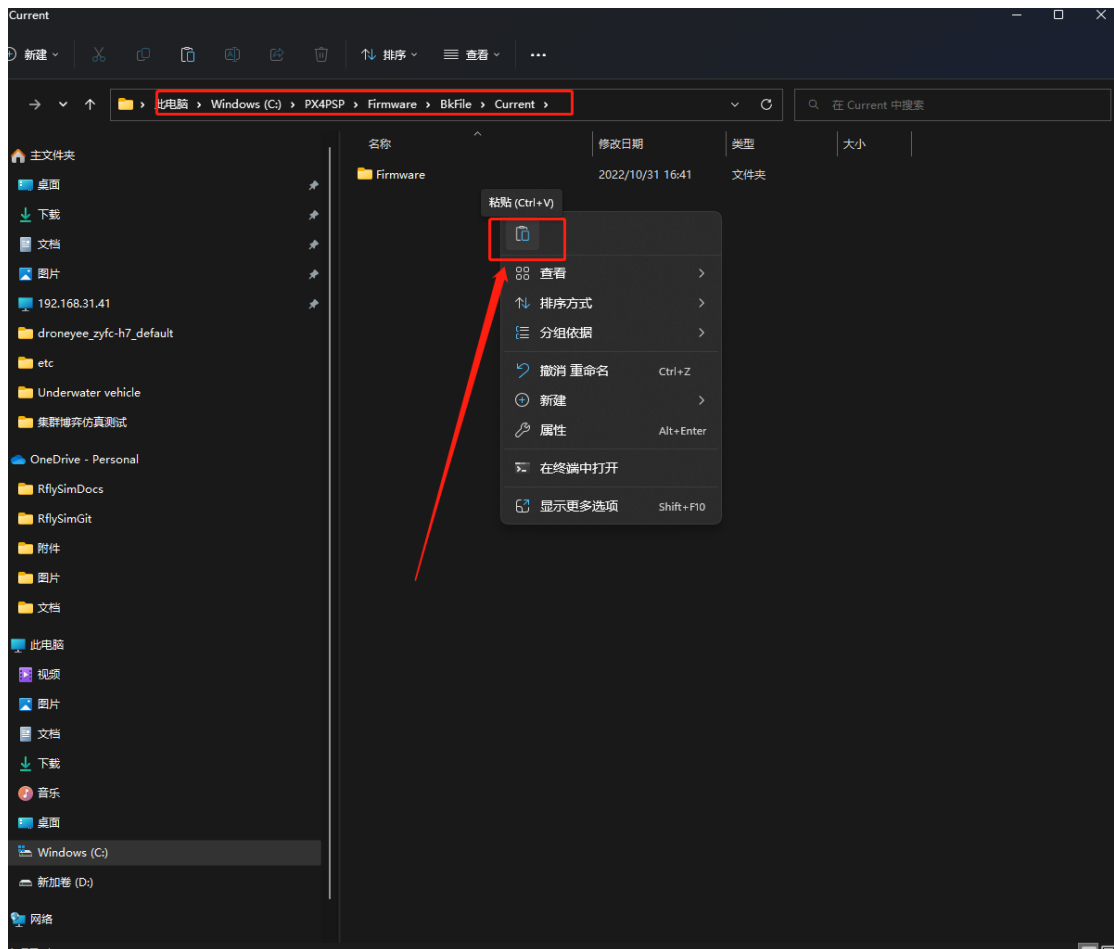 Current
新建
排序
查看
此电脑 › Windows (C:) › PX4PSP › Firmware › BkFile › Current ›
在 Current 中搜索
名称 修改日期 类型 大小
Firmware 2022/10/31 16:41 文件夹
粘贴 (Ctrl+V)
查看
排序方式
分组依据
撤消 重命名 Ctrl+Z
新建
属性 Alt+Enter
在终端中打开
显示更多选项 Shift+F10
主文件夹
桌面
下载
文档
图片
192.168.31.41
droneyee_zyfc-h7_default
etc
Underwater vehicle
集群博弈仿真测试
OneDrive - Personal
RflySimDocs
RflySimGit
附件
图片
文档
此电脑
视频
图片
文档
下载
音乐
桌面
Windows (C:)
新加卷 (D:)
网络